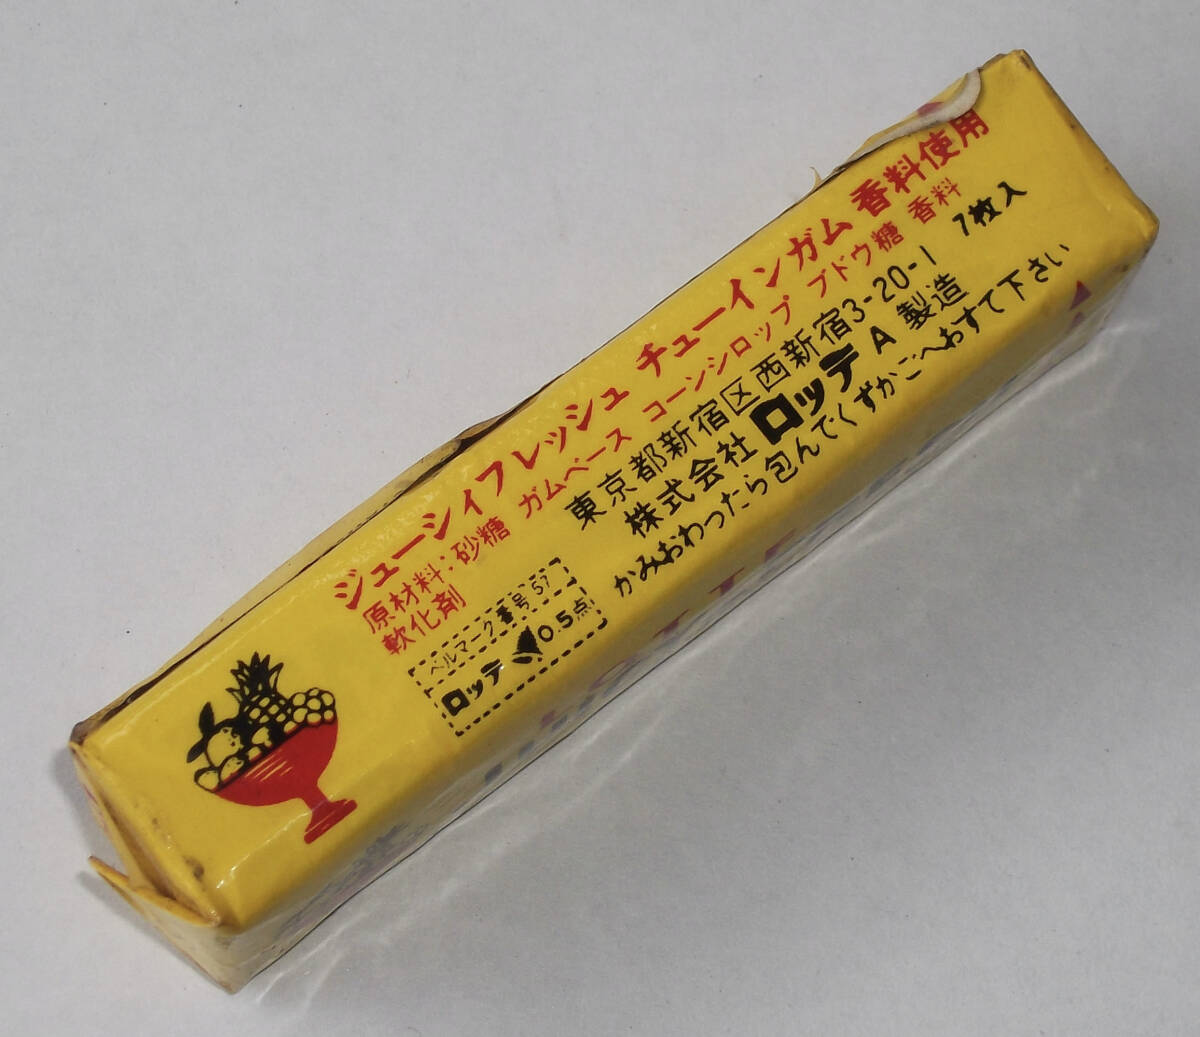 ジューシィフレッシュ チューインガム 香料使用
原材料：砂糖 ガムベース コーンシロップ ブドウ糖 香料
軟化剤
7枚入
東京都新宿区西新宿3-20-1
株式会社 ロッテ A 製造
かみおわったら包んでくずかごへおすて下さい
ベルマーク番号57
ロッテ 0.5点